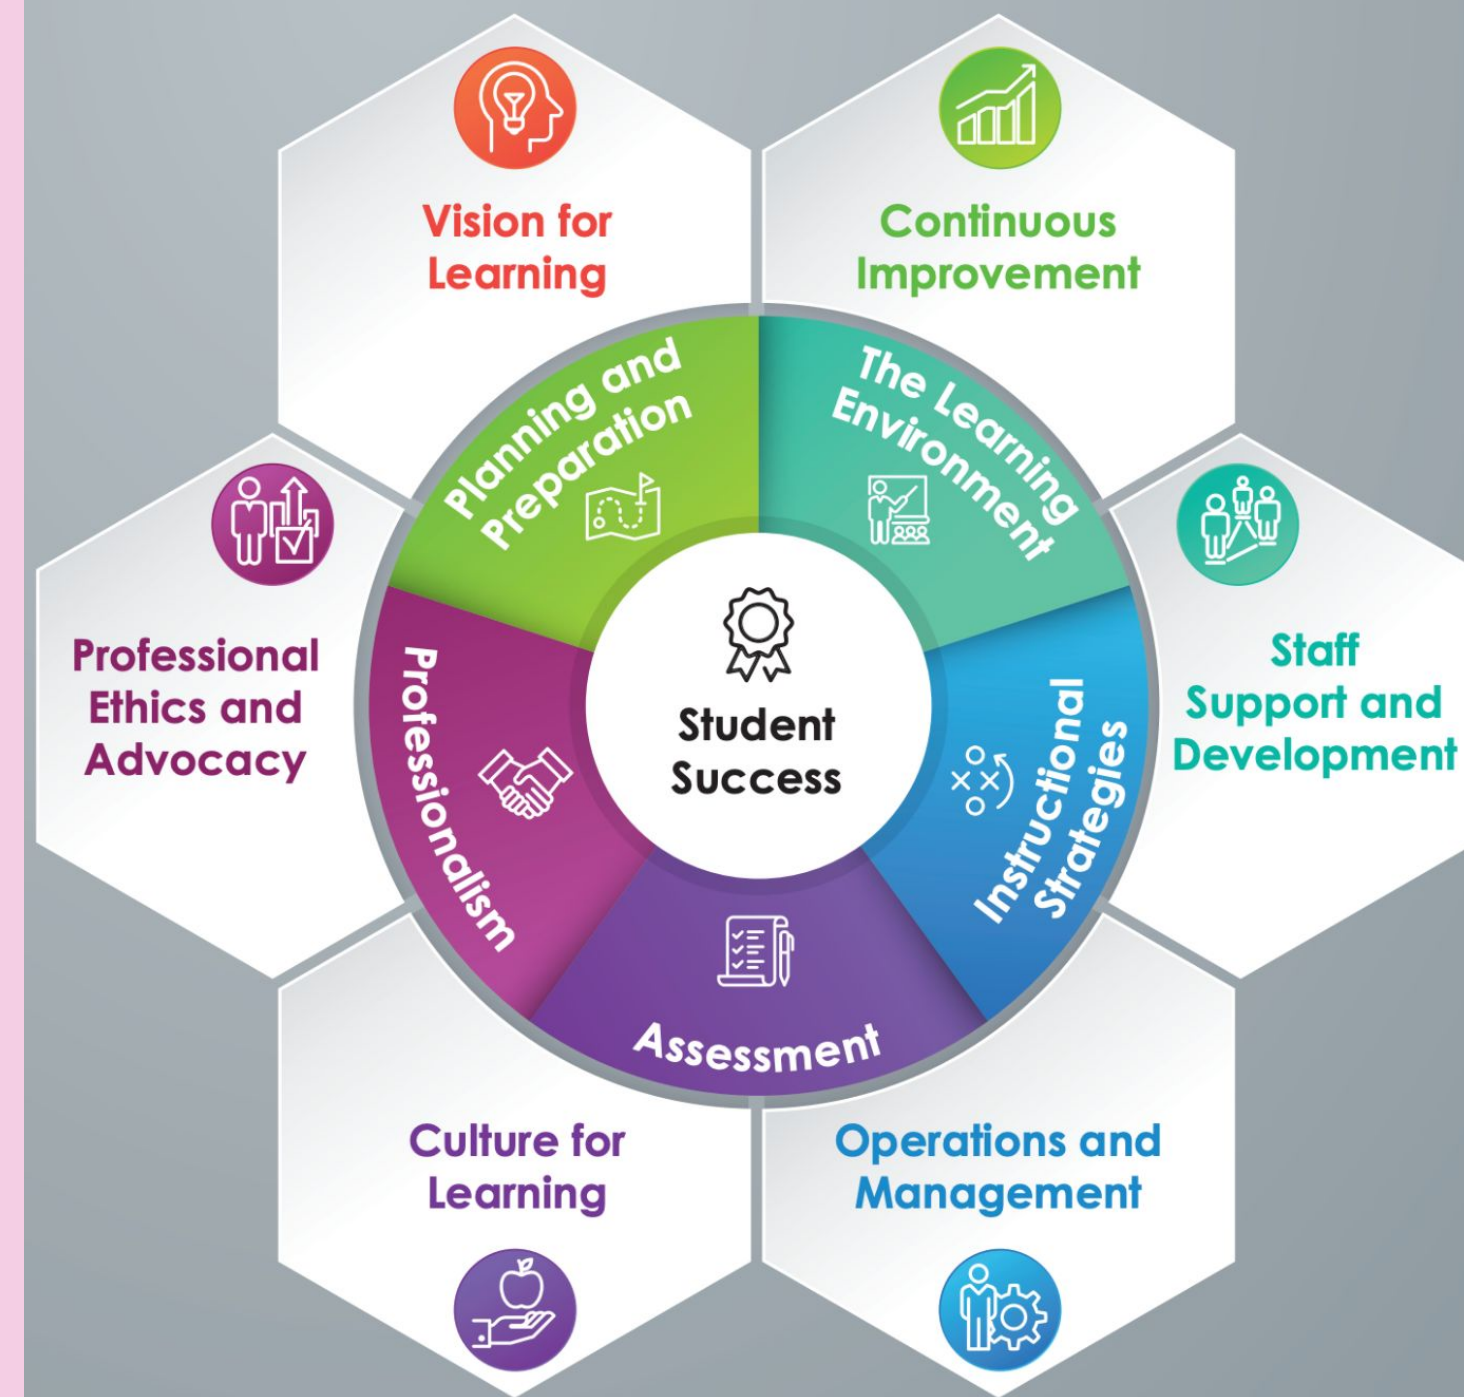 Vision for
Learning
Continuous
Improvement
Planning and
Preparation
The Learning
Environment
Professional
Ethics and
Advocacy
Professionalism
Student
Success
Instructional
Strategies
Staff
Support and
Development
Assessment
Culture for
Learning
Operations and
Management